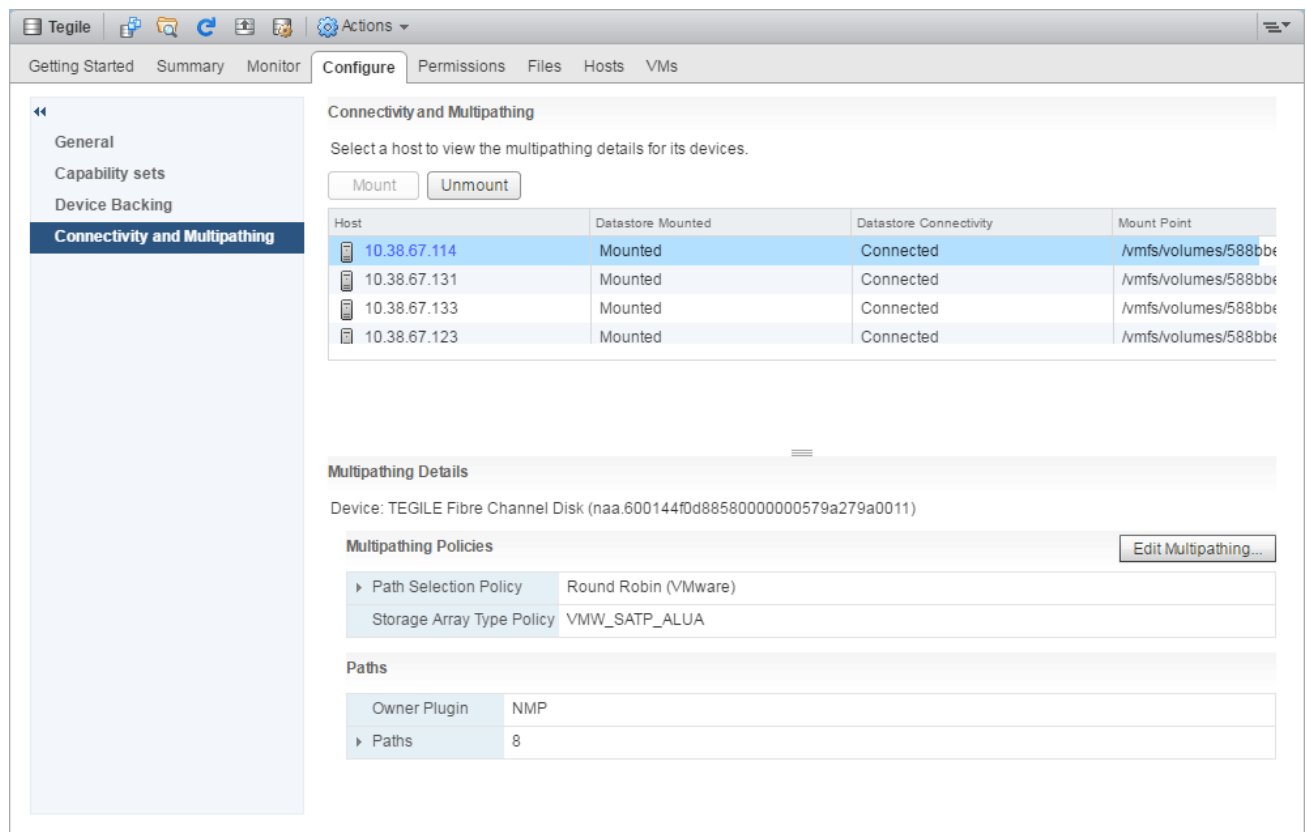 Tegile Actions
Getting Started Summary Monitor Configure Permissions Files Hosts VMs
General
Capability sets
Device Backing
Connectivity and Multipathing
Connectivity and Multipathing
Select a host to view the multipathing details for its devices.
Mount Unmount
Host Datastore Mounted Datastore Connectivity Mount Point
10.38.67.114 Mounted Connected /vmfs/volumes/588bbe
10.38.67.131 Mounted Connected /vmfs/volumes/588bbe
10.38.67.133 Mounted Connected /vmfs/volumes/588bbe
10.38.67.123 Mounted Connected /vmfs/volumes/588bbe
Multipathing Details
Device: TEGILE Fibre Channel Disk (naa.600144f0d88580000000579a279a0011)
Multipathing Policies Edit Multipathing...
Path Selection Policy Round Robin (VMware)
Storage Array Type Policy VMW_SATP_ALUA
Paths
Owner Plugin NMP
Paths 8